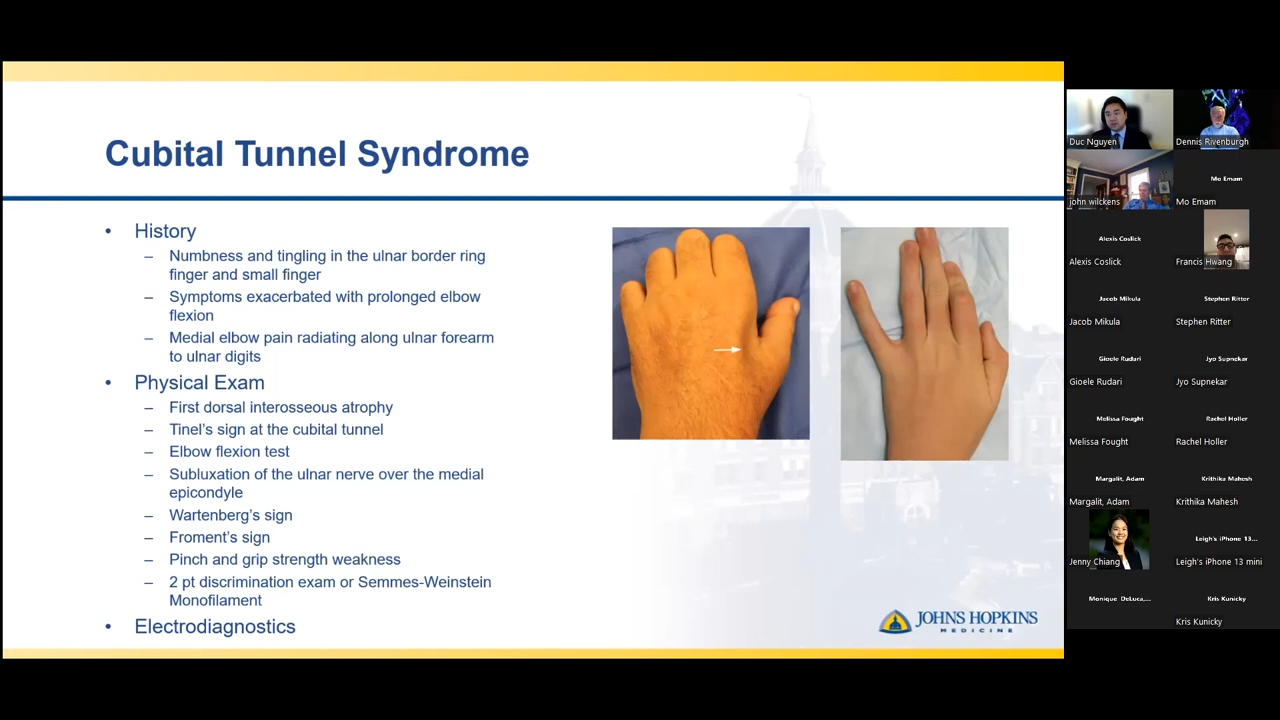 Cubital Tunnel Syndrome
• History
– Numbness and tingling in the ulnar border ring
finger and small finger
– Symptoms exacerbated with prolonged elbow
flexion
– Medial elbow pain radiating along ulnar forearm
to ulnar digits
• Physical Exam
– First dorsal interosseous atrophy
– Tinel's sign at the cubital tunnel
– Elbow flexion test
– Subluxation of the ulnar nerve over the medial
epicondyle
– Wartenberg's sign
– Froment's sign
– Pinch and grip strength weakness
– 2 pt discrimination exam or Semmes-Weinstein
Monofilament
• Electrodiagnostics
JOHNS HOPKINS
MEDICINE
Duc Nguyen
Dennis Rivenburgh
john wilckens
Mo Emam
Mo Emam
Alexis Coslick
Alexis Coslick
Francis Hwang
Jacob Mikula
Stephen Ritter
Jacob Mikula
Stephen Ritter
Gioele Rudari
Jyo Supnekar
Gioele Rudari
Jyo Supnekar
Melissa Fought
Rachel Holler
Melissa Fought
Rachel Holler
Margalit, Adam
Krithika Mahesh
Margalit, Adam
Krithika Mahesh
Leigh's iPhone 13...
Jenny Chiang
Leigh's iPhone 13 mini
Monique DeLuca,...
Kris Kunicky
Kris Kunicky